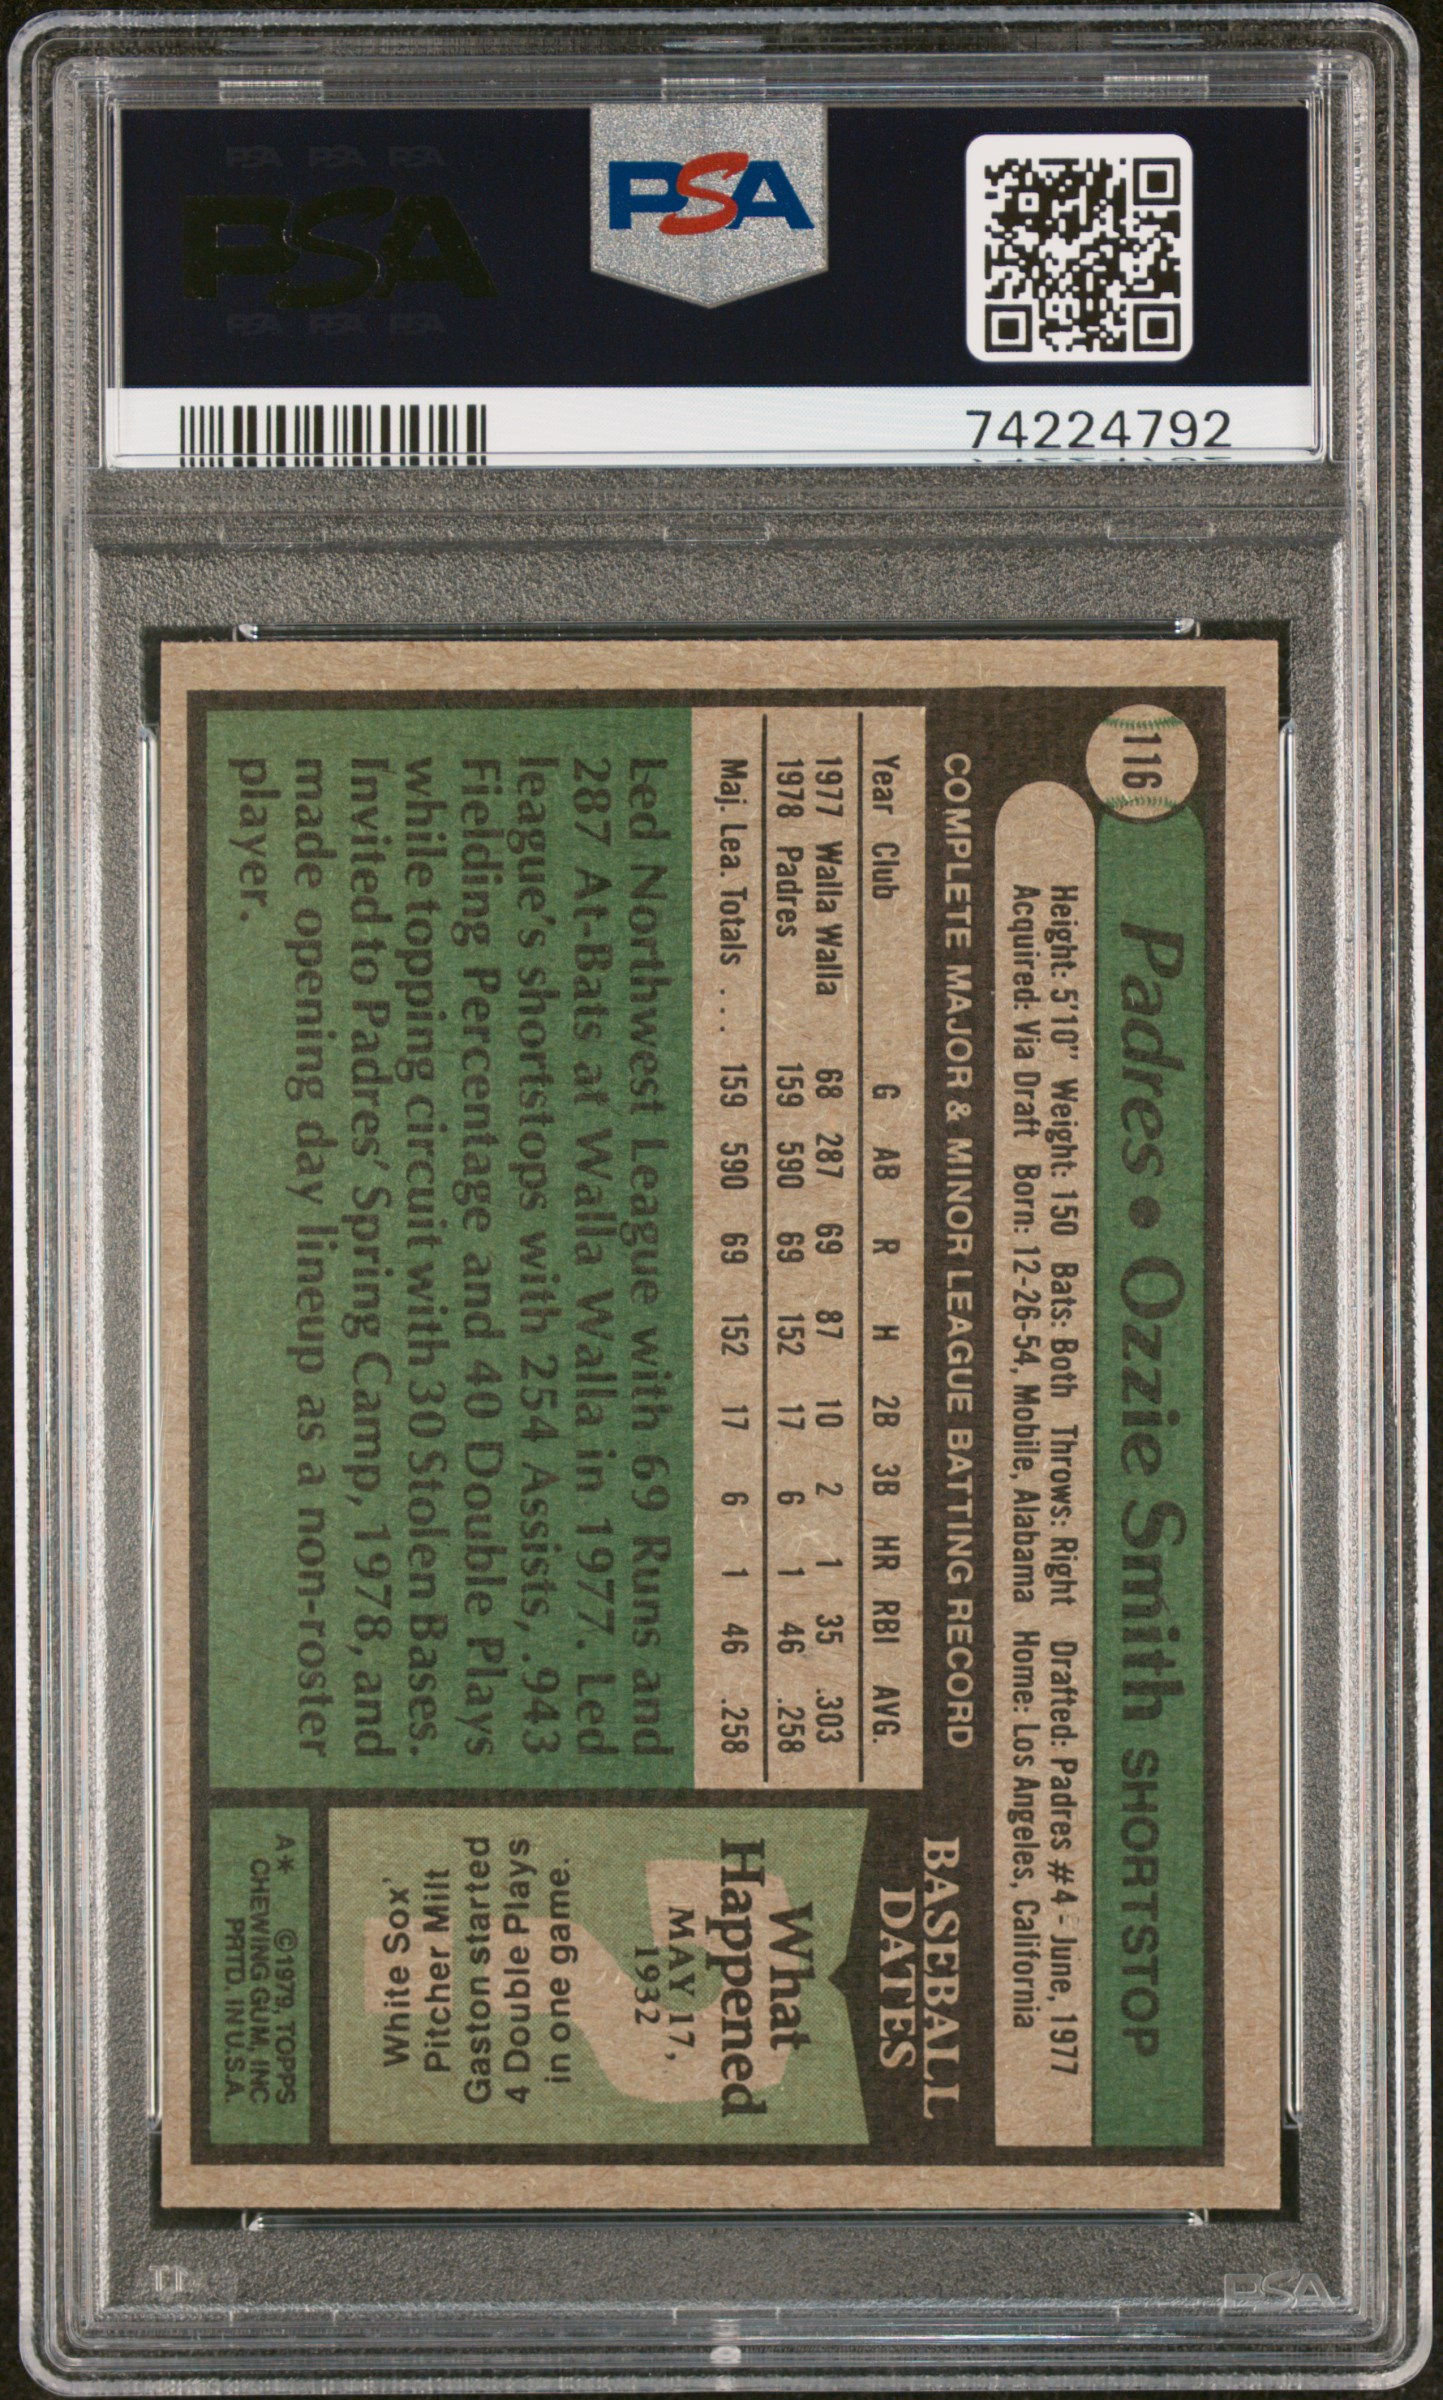 PSA PSA PSA
PSA
PSA PSA PSA
PSA
74224792
116
Padres • Ozzie Smith SHORTSTOP
Height: 5'10" Weight: 150 Bats: Both Throws: Right Drafted: Padres #4 - June, 1977
Acquired: Via Draft Born: 12-26-54, Mobile, Alabama Home: Los Angeles, California
COMPLETE MAJOR & MINOR LEAGUE BATTING RECORD
Year Club G AB R H 2B 3B HR RBI AVG.
1977 Walla Walla 68 287 69 87 10 2 1 35 .303
1978 Padres 159 590 69 152 17 6 1 46 .258
Maj. Lea. Totals ... 159 590 69 152 17 6 1 46 .258
Led Northwest League with 69 Runs and
287 At-Bats at Walla Walla in 1977. Led
league's shortstops with 254 Assists, .943
Fielding Percentage and 40 Double Plays
while topping circuit with 30 Stolen Bases.
Invited to Padres' Spring Camp, 1978, and
made opening day lineup as a non-roster
player.
BASEBALL
DATES
What
Happened
MAY 17,
1932
White Sox'
Pitcher Milt
Gaston started
4 Double Plays
in one game.
A* ©1979, TOPPS
CHEWING GUM, INC
PRTD. IN U.S.A.
PSA